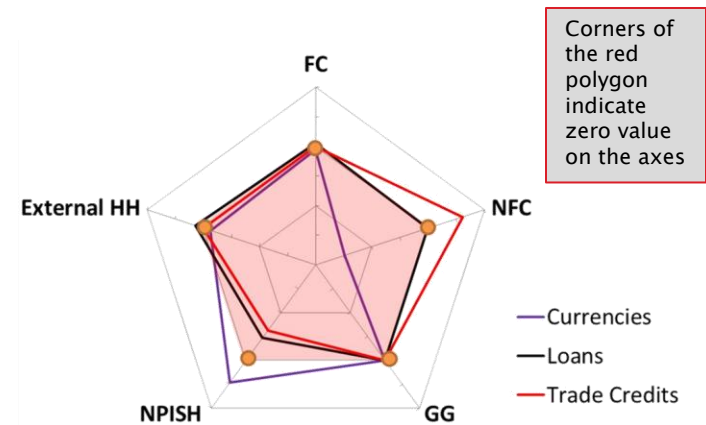 Corners of
the red
polygon
indicate
zero value
on the axes
FC
External HH
NFC
Currencies
Loans
Trade Credits
NPISH
GG